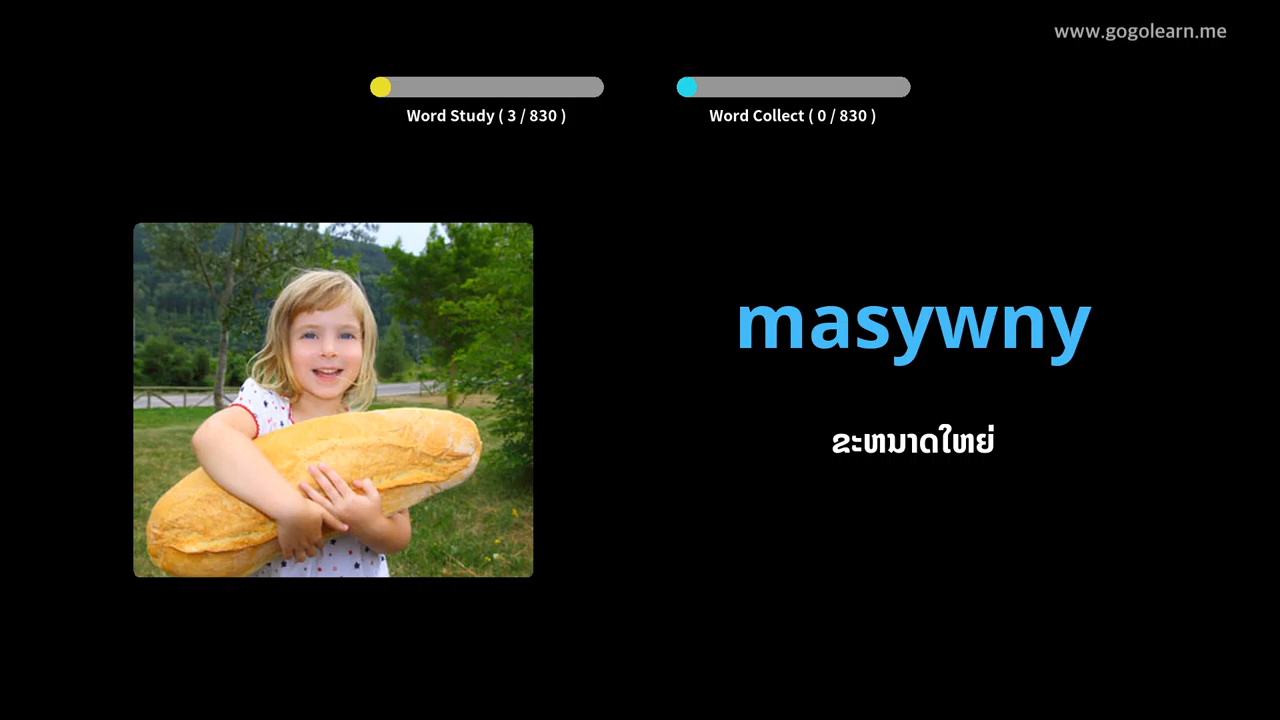 www.gogolearn.me
Word Study ( 3 / 830 )
Word Collect ( 0 / 830 )
masywny
ຂະຫມາດໃຫຍ່